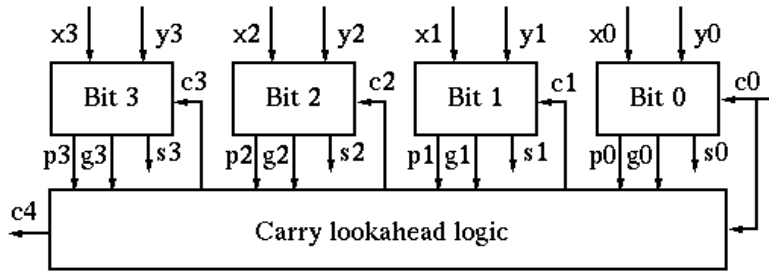 x3 y3 x2 y2 x1 y1 x0 y0
c3 c2 c1 c0
Bit 3 Bit 2 Bit 1 Bit 0
p3 g3 s3 p2 g2 s2 p1 g1 s1 p0 g0 s0
c4
Carry lookahead logic